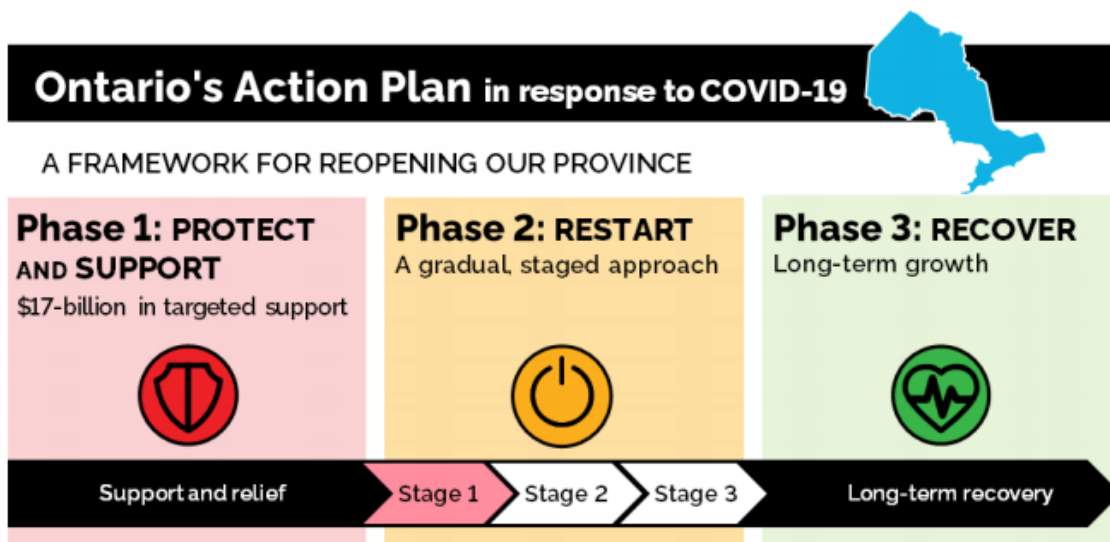 Ontario's Action Plan in response to COVID-19
A FRAMEWORK FOR REOPENING OUR PROVINCE
Phase 1: PROTECT
AND SUPPORT
$17-billion in targeted support
Phase 2: RESTART
A gradual, staged approach
Phase 3: RECOVER
Long-term growth
Support and relief
Stage 1
Stage 2
Stage 3
Long-term recovery